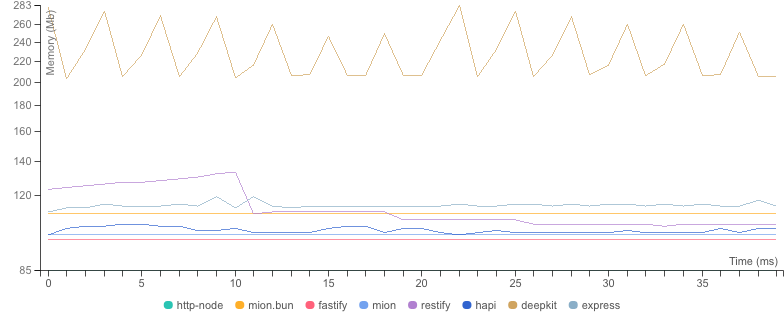 283
260
240
220
200
180
160
140
120
85
Memory (Mb)
Time (ms)
0 5 10 15 20 25 30 35
http-node mion.bun fastify mion restify hapi deepkit express